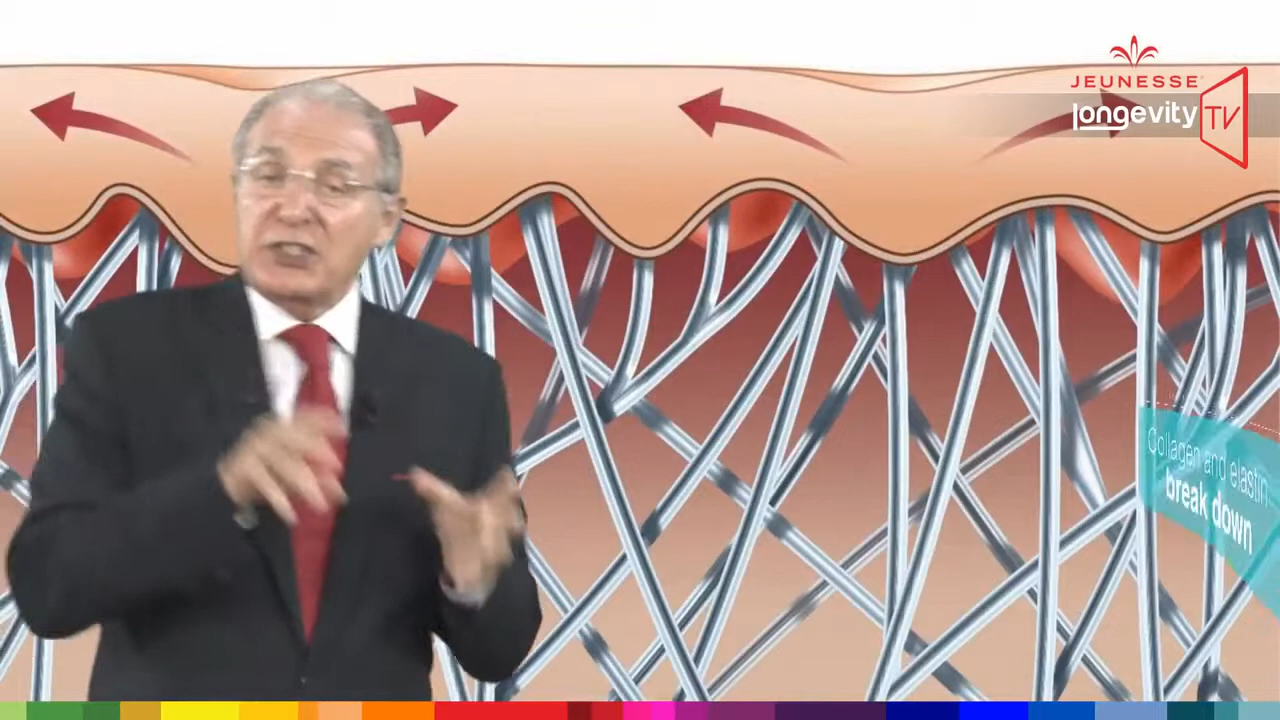 JEUNESSE
longevity
TV
Collagen and elastin
break down